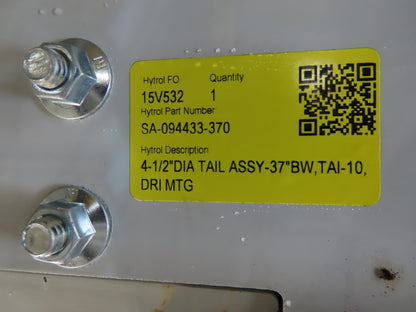 Hytrol FO Quantity
15V532 1
Hytrol Part Number
SA-094433-370
Hytrol Description
4-1/2"DIA TAIL ASSY-37"BW,TAI-10,
DRI MTG